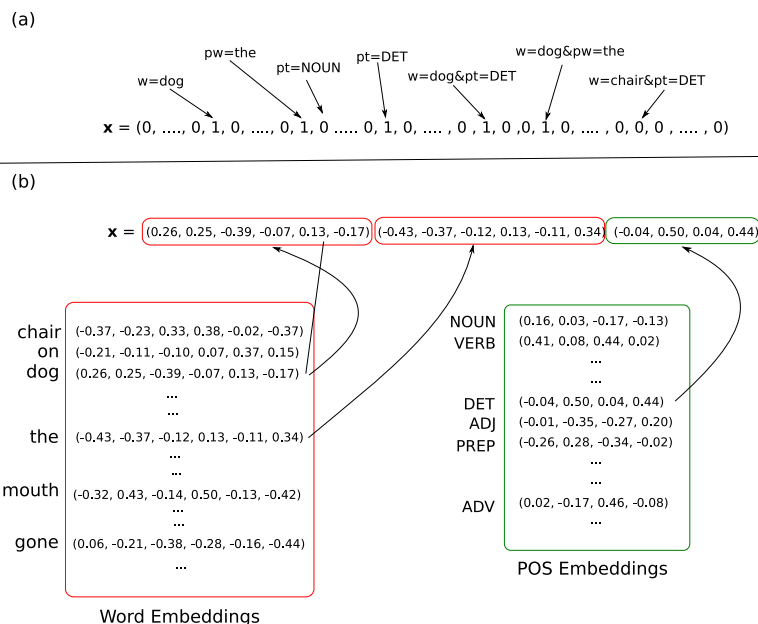 (a)
w=dog
pw=the
pt=NOUN
pt=DET
w=dog&pt=DET
w=dog&pw=the
w=chair&pt=DET
x = (0, ...., 0, 1, 0, ...., 0, 1, 0 ..... 0, 1, 0, .... , 0 , 1, 0 ,0, 1, 0, .... , 0, 0, 0 , .... , 0)
(b)
x = (0.26, 0.25, -0.39, -0.07, 0.13, -0.17) (-0.43, -0.37, -0.12, 0.13, -0.11, 0.34) (-0.04, 0.50, 0.04, 0.44)
chair (-0.37, -0.23, 0.33, 0.38, -0.02, -0.37)
on (-0.21, -0.11, -0.10, 0.07, 0.37, 0.15)
dog (0.26, 0.25, -0.39, -0.07, 0.13, -0.17)
...
...
the (-0.43, -0.37, -0.12, 0.13, -0.11, 0.34)
...
...
mouth (-0.32, 0.43, -0.14, 0.50, -0.13, -0.42)
...
...
gone (0.06, -0.21, -0.38, -0.28, -0.16, -0.44)
...
Word Embeddings
NOUN (0.16, 0.03, -0.17, -0.13)
VERB (0.41, 0.08, 0.44, 0.02)
...
...
DET (-0.04, 0.50, 0.04, 0.44)
ADJ (-0.01, -0.35, -0.27, 0.20)
PREP (-0.26, 0.28, -0.34, -0.02)
...
...
ADV (0.02, -0.17, 0.46, -0.08)
...
POS Embeddings